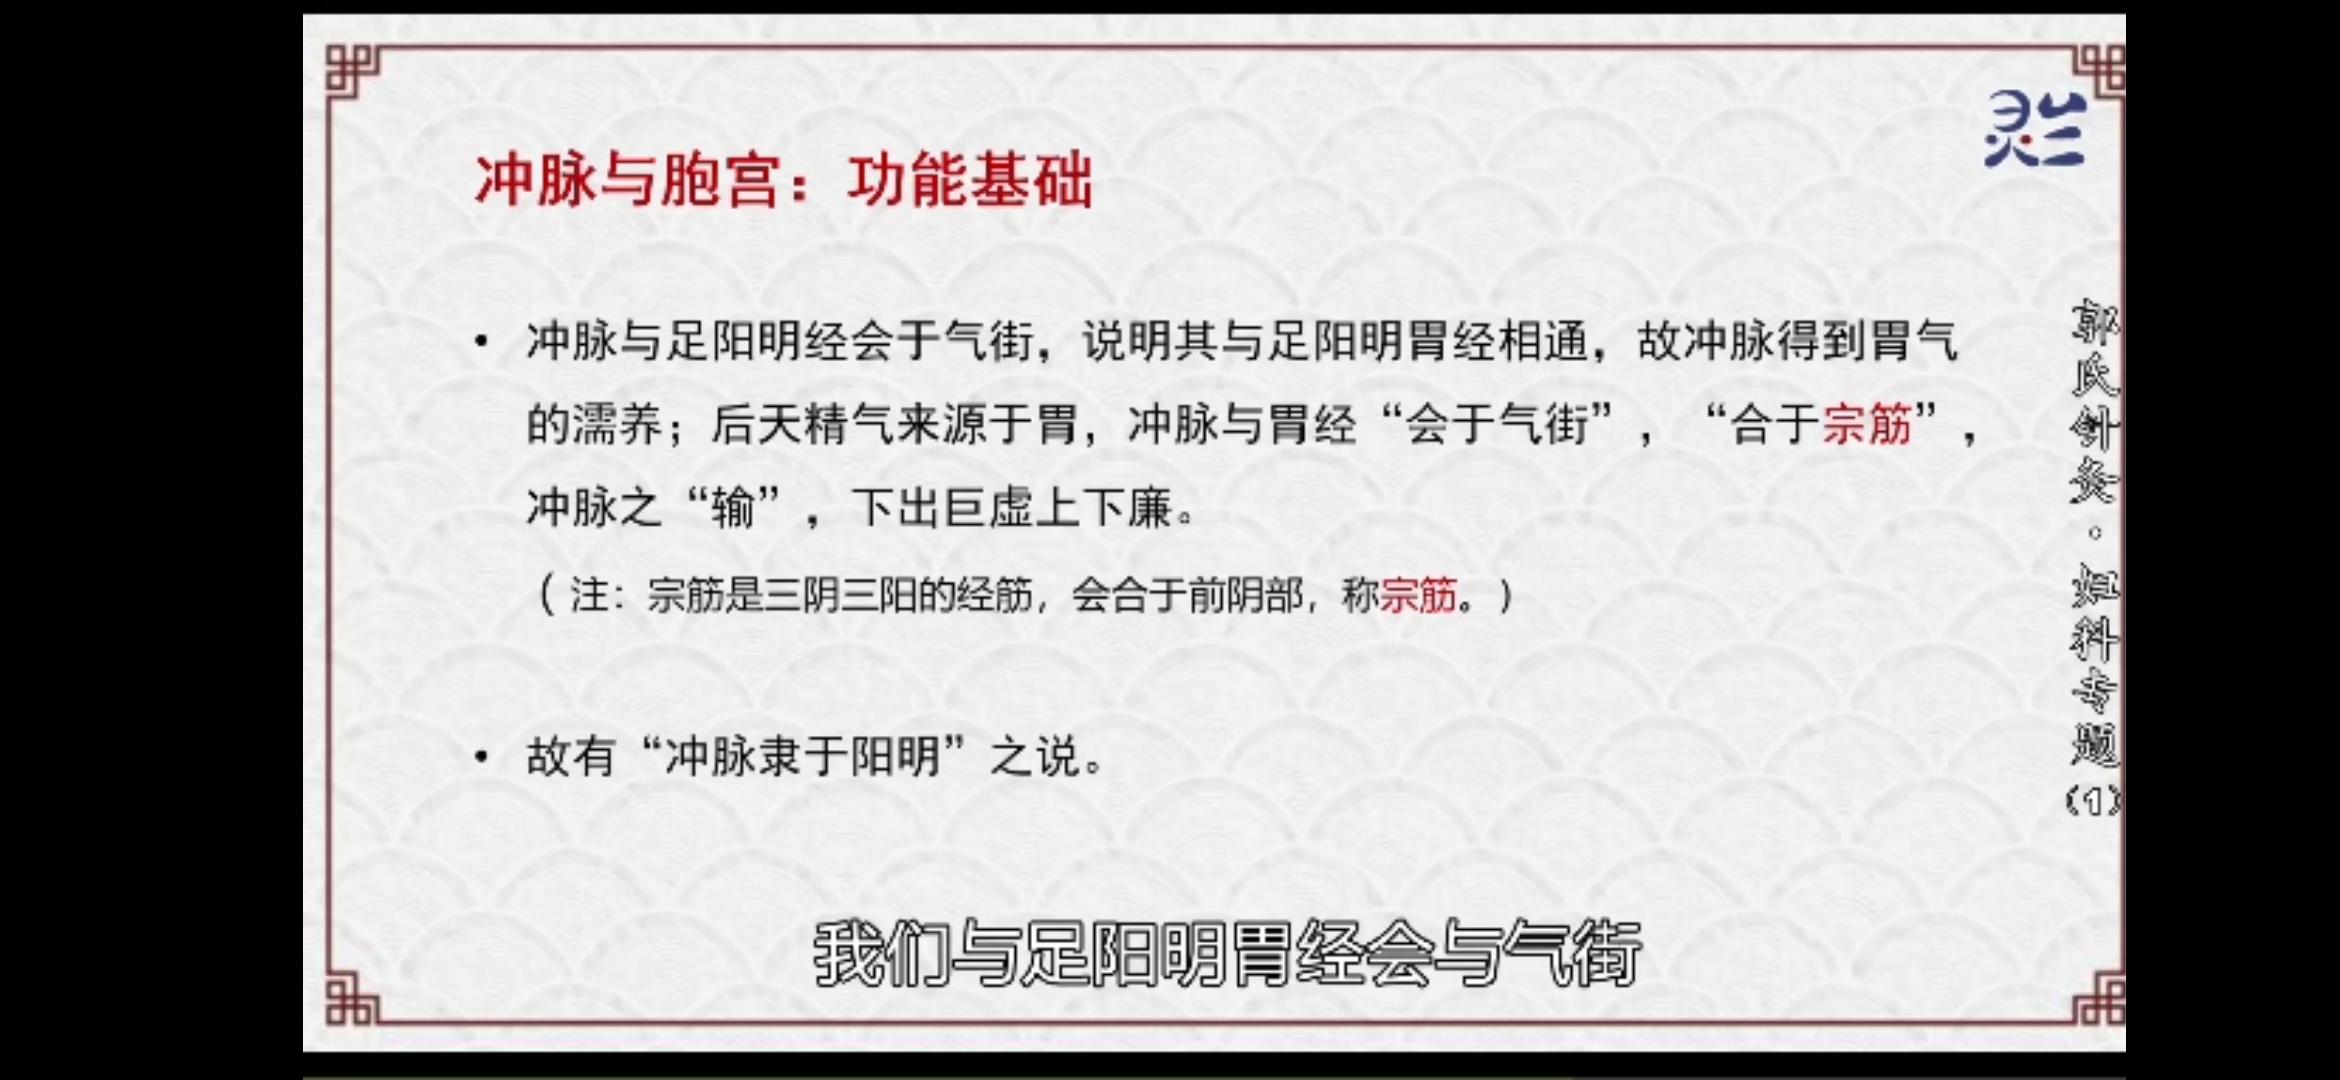 冲脉与胞宫：功能基础
• 冲脉与足阳明经会于气街，说明其与足阳明胃经相通，故冲脉得到胃气
的濡养；后天精气来源于胃，冲脉与胃经“会于气街”，“合于宗筋”，
冲脉之“输”，下出巨虚上下廉。
（注：宗筋是三阴三阳的经筋，会合于前阴部，称宗筋。）
• 故有“冲脉隶于阳明”之说。
灵兰
郭氏针灸·妇科专题(1)
我们与足阳明胃经会与气街